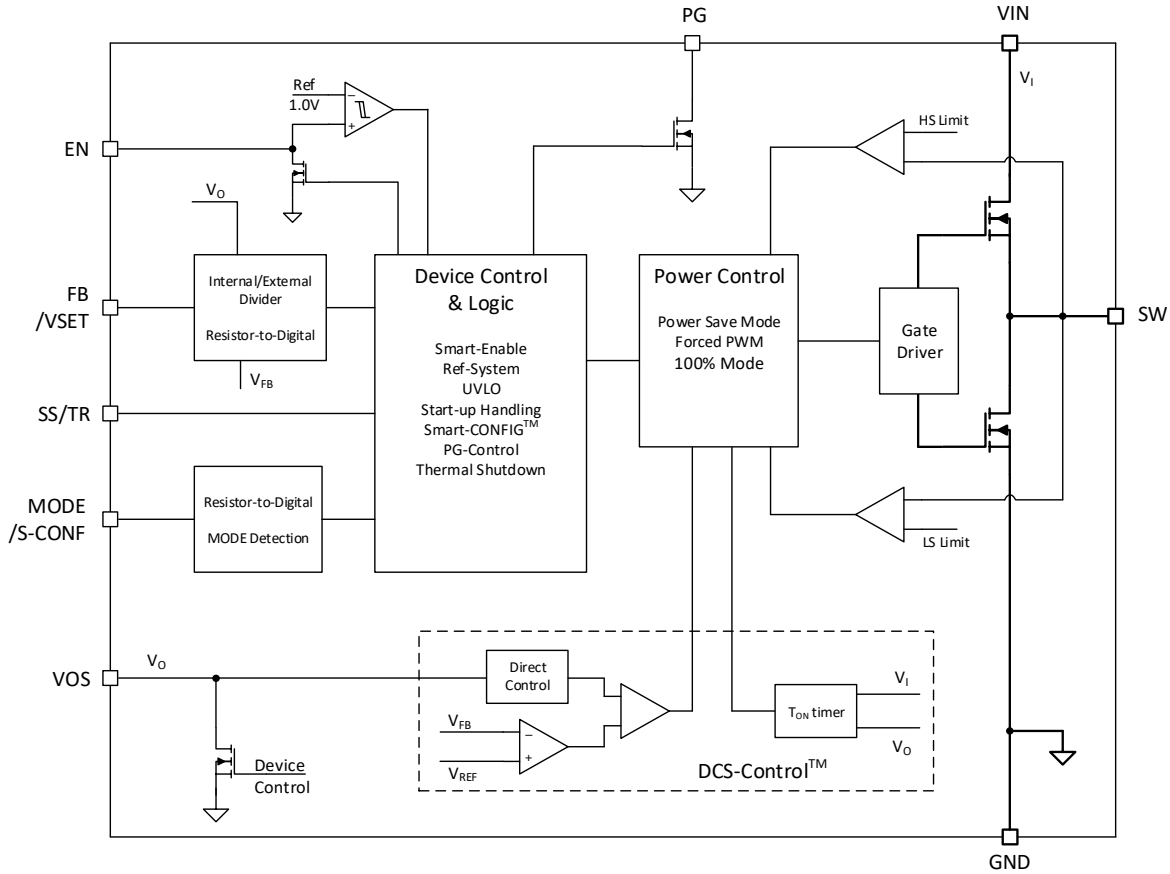 PG
VIN
Ref
1.0V
−
+
VI
HS Limit
EN
VO
FB
/VSET
Internal/External
Divider
Resistor-to-Digital
VFB
Device Control
& Logic
Smart-Enable
Ref-System
UVLO
Start-up Handling
Smart-CONFIG™
PG-Control
Thermal Shutdown
Power Control
Power Save Mode
Forced PWM
100% Mode
Gate
Driver
SW
SS/TR
MODE
/S-CONF
Resistor-to-Digital
MODE Detection
LS Limit
VOS
VO
Direct
Control
VFB
−
+
VREF
TON timer
VI
VO
DCS-Control™
Device
Control
GND